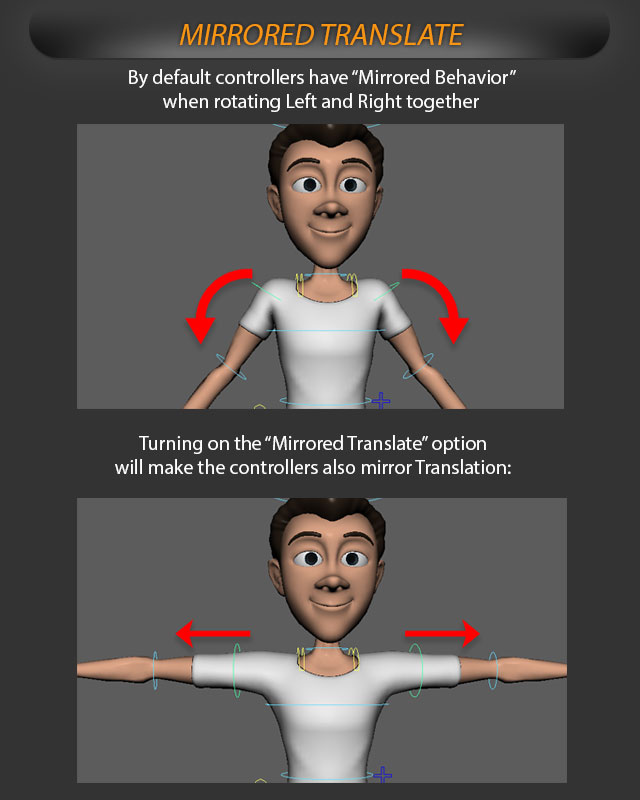 MIRRORED TRANSLATE
By default controllers have “Mirrored Behavior”
when rotating Left and Right together
Turning on the “Mirrored Translate” option
will make the controllers also mirror Translation: